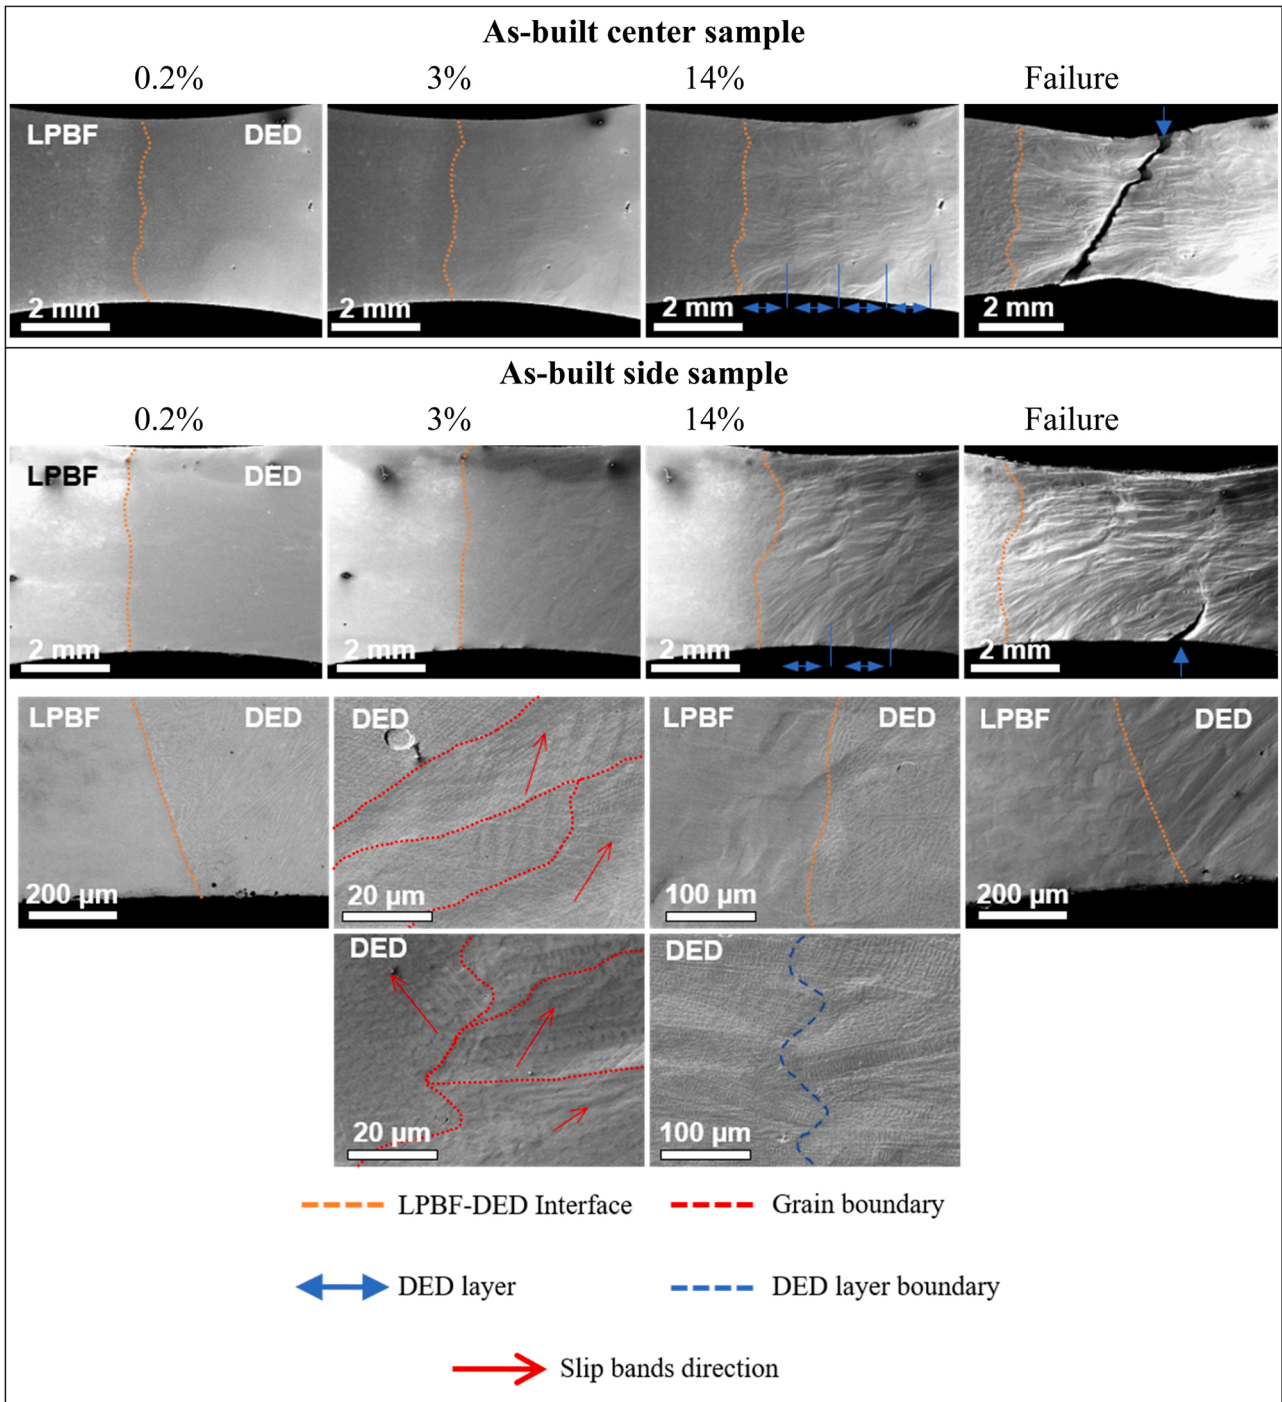 As-built center sample
0.2% 3% 14% Failure
LPBF DED
2 mm 2 mm 2 mm 2 mm
As-built side sample
0.2% 3% 14% Failure
LPBF DED
2 mm 2 mm 2 mm 2 mm
LPBF DED DED LPBF DED LPBF DED
200 µm 20 µm 100 µm 200 µm
DED DED
20 µm 100 µm
LPBF-DED Interface Grain boundary
DED layer DED layer boundary
Slip bands direction